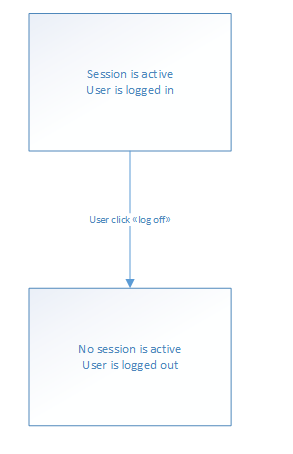 Session is active
User is logged in
User click «log off»
No session is active
User is logged out